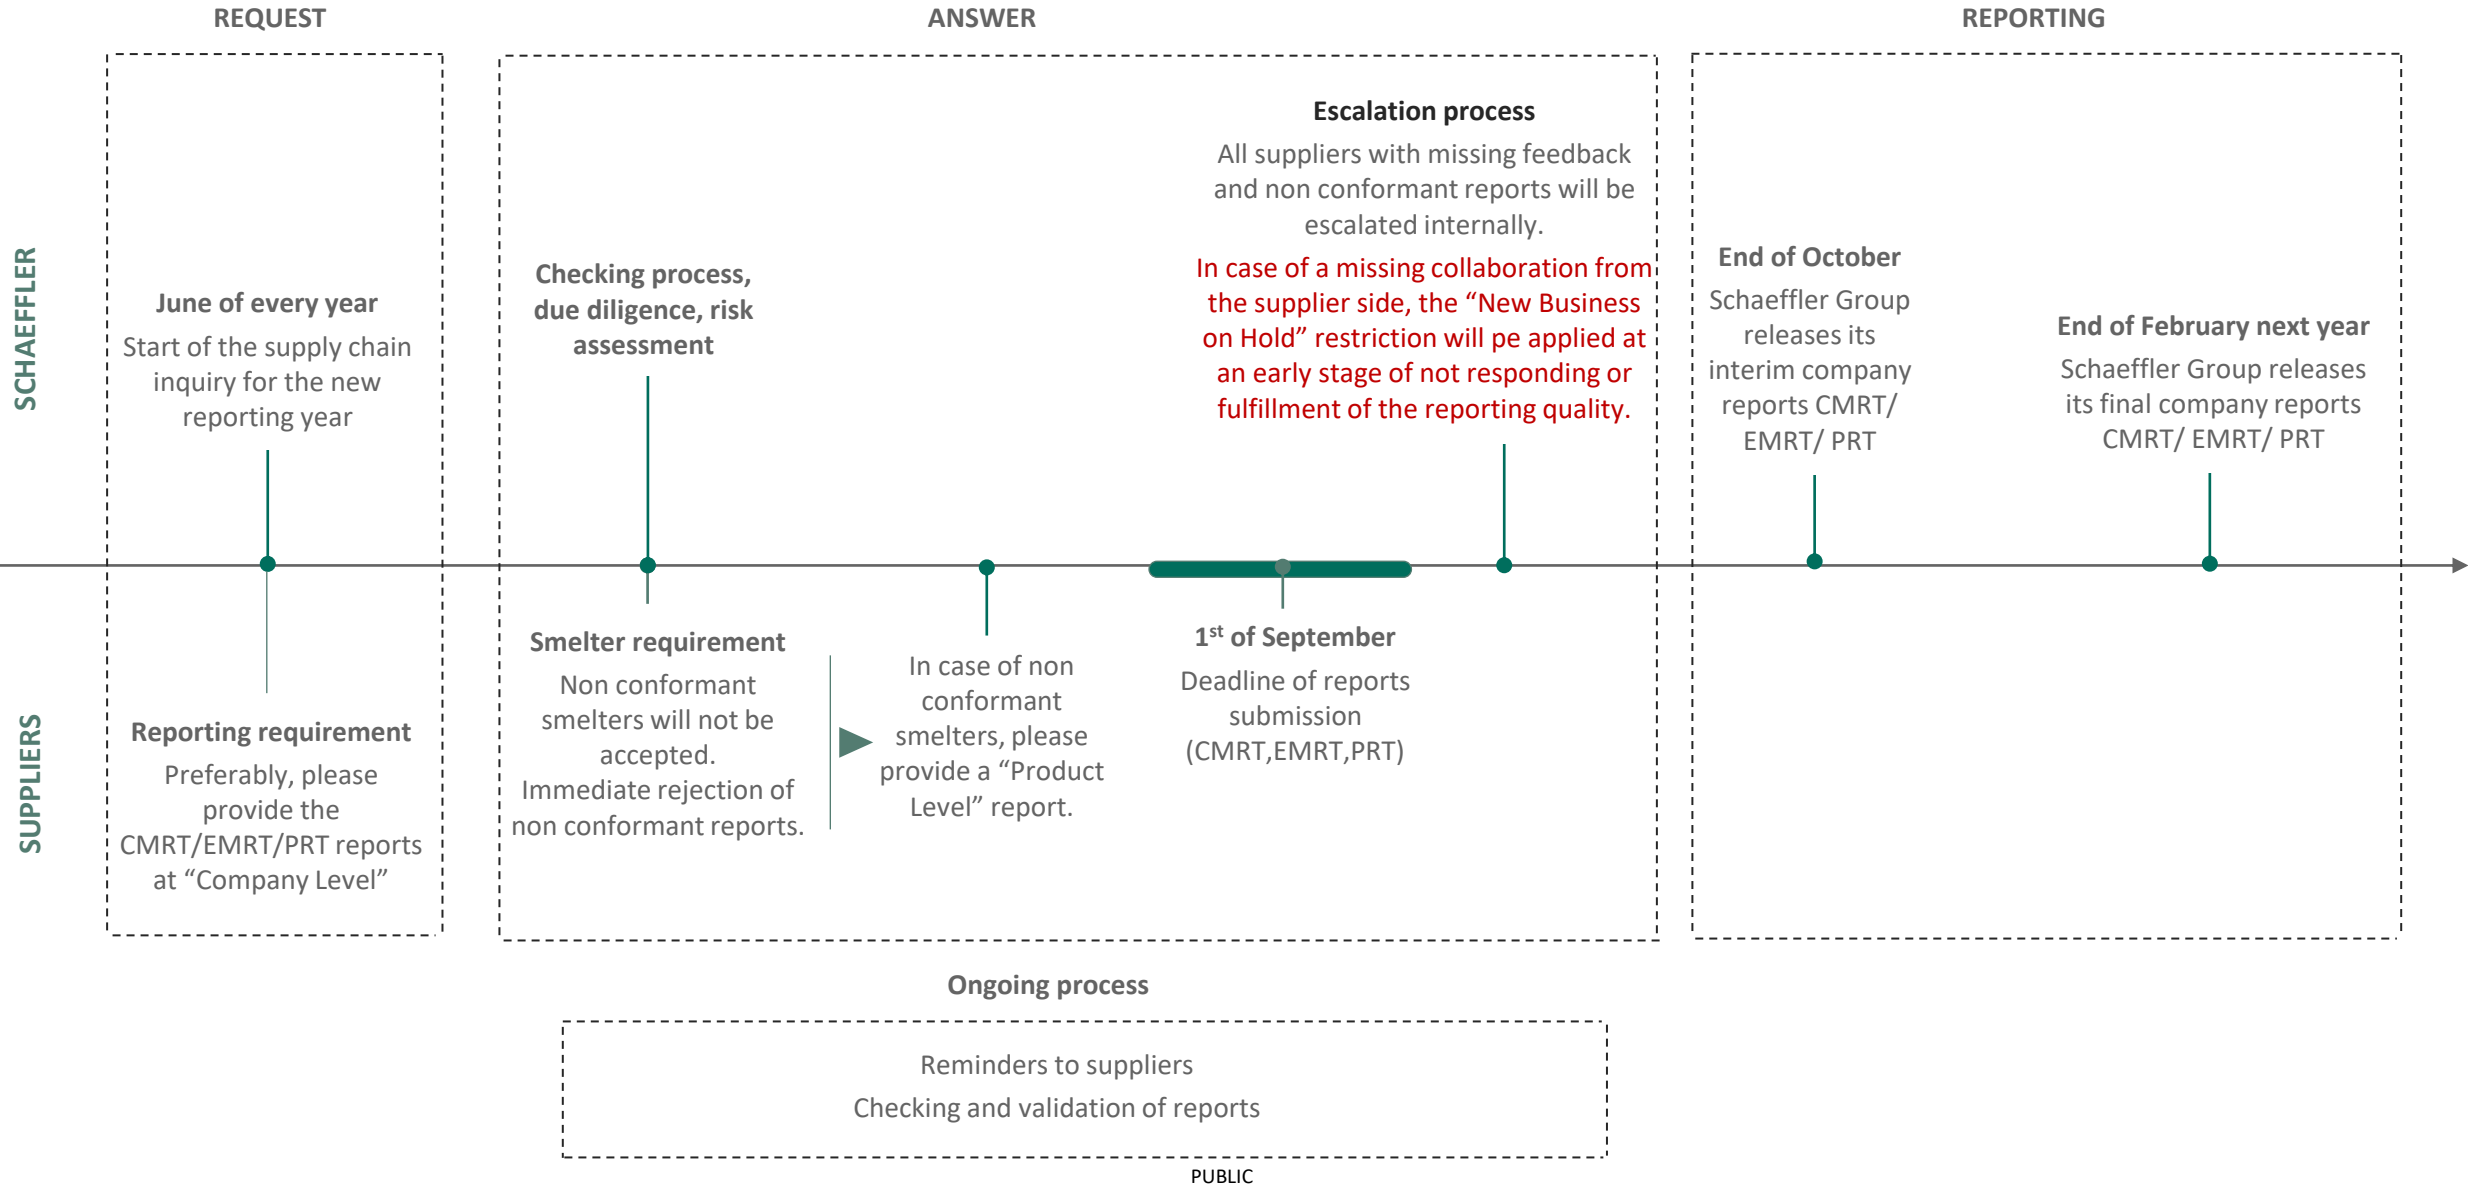 REQUEST
ANSWER
REPORTING
SCHAEFFLER
SUPPLIERS
June of every year
Start of the supply chain
inquiry for the new
reporting year
Reporting requirement
Preferably, please
provide the
CMRT/EMRT/PRT reports
at “Company Level”
Checking process,
due diligence, risk
assessment
Smelter requirement
Non conformant
smelters will not be
accepted.
Immediate rejection of
non conformant reports.
In case of non
conformant
smelters, please
provide a “Product
Level” report.
1st of September
Deadline of reports
submission
(CMRT,EMRT,PRT)
Escalation process
All suppliers with missing feedback
and non conformant reports will be
escalated internally.
In case of a missing collaboration from
the supplier side, the “New Business
on Hold” restriction will pe applied at
an early stage of not responding or
fulfillment of the reporting quality.
End of October
Schaeffler Group
releases its
interim company
reports CMRT/
EMRT/ PRT
End of February next year
Schaeffler Group releases
its final company reports
CMRT/ EMRT/ PRT
Ongoing process
Reminders to suppliers
Checking and validation of reports
PUBLIC